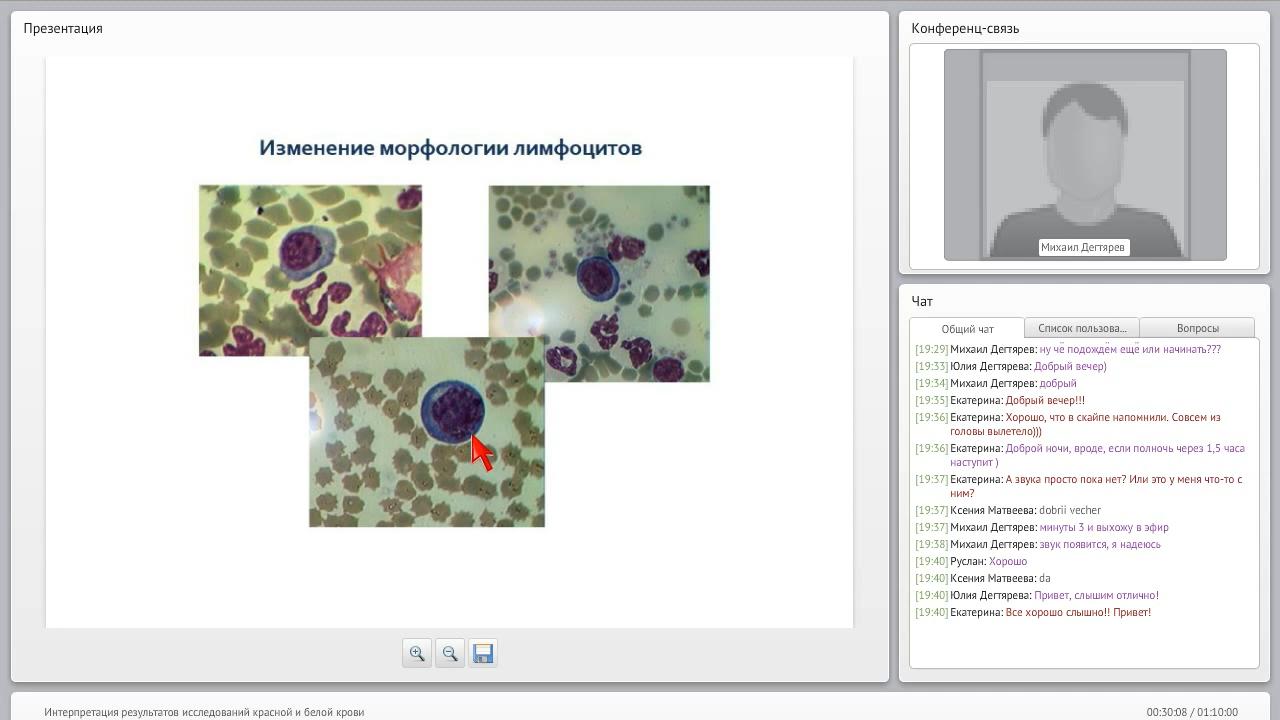 Презентация
Изменение морфологии лимфоцитов
Конференц-связь
Михаил Дегтярев
Чат
Общий чат
Список пользова...
Вопросы
[19:29] Михаил Дегтярев: ну чё подождём ещё или начинать???
[19:33] Юлия Дегтярева: Добрый вечер)
[19:34] Михаил Дегтярев: добрый
[19:35] Екатерина: Добрый вечер!!!
[19:36] Екатерина: Хорошо, что в скайпе напомнили. Совсем из
головы вылетело)))
[19:36] Екатерина: Доброй ночи, вроде, если полночь через 1,5 часа
наступит )
[19:37] Екатерина: А звука просто пока нет? Или это у меня что-то с
ним?
[19:37] Ксения Матвеева: dobrii vecher
[19:37] Михаил Дегтярев: минуты 3 и выхожу в эфир
[19:38] Михаил Дегтярев: звук появится, я надеюсь
[19:40] Руслан: Хорошо
[19:40] Ксения Матвеева: da
[19:40] Юлия Дегтярева: Привет, слышим отлично!
[19:40] Екатерина: Все хорошо слышно!! Привет!
Интерпретация результатов исследований красной и белой крови
00:30:08 / 01:10:00